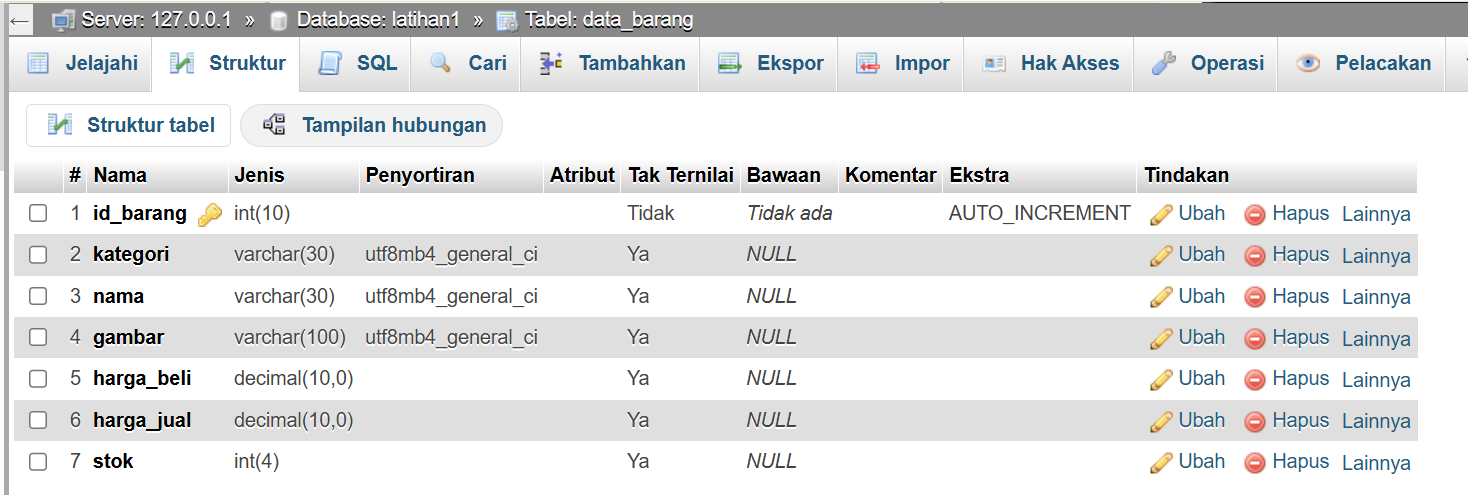 ← Server: 127.0.0.1 » Database: latihan1 » Tabel: data_barang
Jelajahi Struktur SQL Cari Tambahkan Ekspor Impor Hak Akses Operasi Pelacakan
Struktur tabel Tampilan hubungan
# Nama Jenis Penyortiran Atribut Tak Ternilai Bawaan Komentar Ekstra Tindakan
1 id_barang int(10) Tidak Tidak ada AUTO_INCREMENT Ubah Hapus Lainnya
2 kategori varchar(30) utf8mb4_general_ci Ya NULL Ubah Hapus Lainnya
3 nama varchar(30) utf8mb4_general_ci Ya NULL Ubah Hapus Lainnya
4 gambar varchar(100) utf8mb4_general_ci Ya NULL Ubah Hapus Lainnya
5 harga_beli decimal(10,0) Ya NULL Ubah Hapus Lainnya
6 harga_jual decimal(10,0) Ya NULL Ubah Hapus Lainnya
7 stok int(4) Ya NULL Ubah Hapus Lainnya